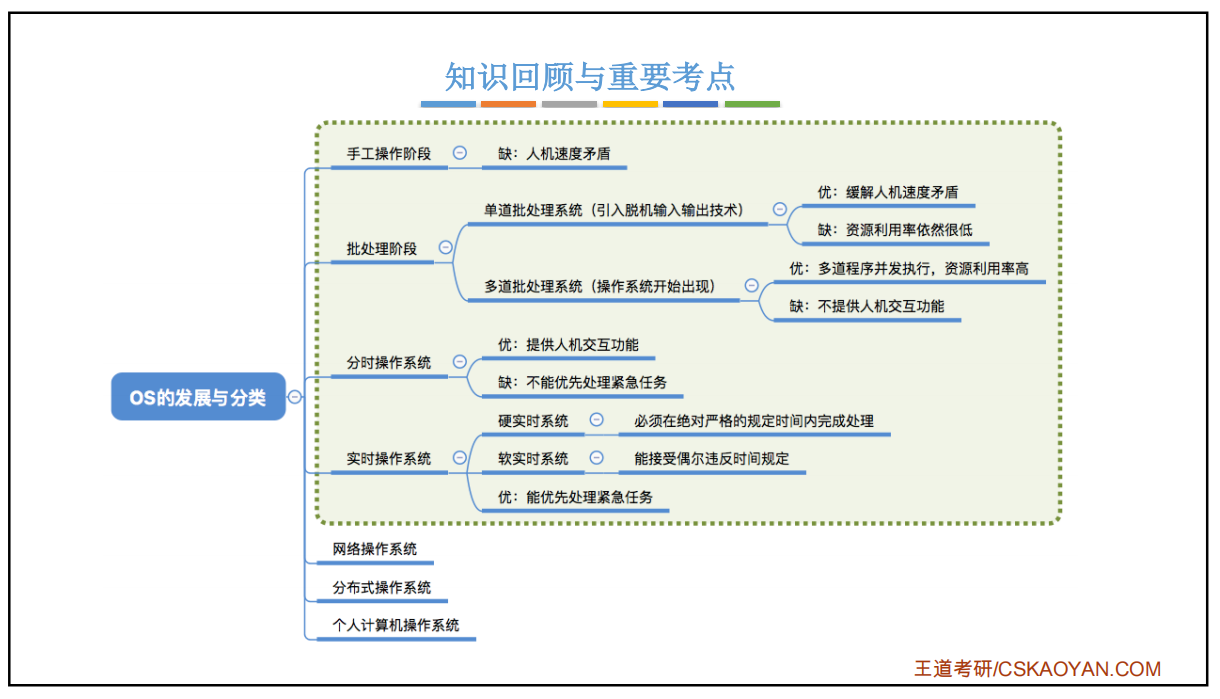 知识回顾与重要考点
手工操作阶段
缺：人机速度矛盾
批处理阶段
单道批处理系统（引入脱机输入输出技术）
优：缓解人机速度矛盾
缺：资源利用率依然很低
多道批处理系统（操作系统开始出现）
优：多道程序并发执行，资源利用率高
缺：不提供人机交互功能
OS的发展与分类
分时操作系统
优：提供人机交互功能
缺：不能优先处理紧急任务
实时操作系统
硬实时系统
必须在绝对严格的规定时间内完成处理
软实时系统
能接受偶尔违反时间规定
优：能优先处理紧急任务
网络操作系统
分布式操作系统
个人计算机操作系统
王道考研/CSKAOYAN.COM